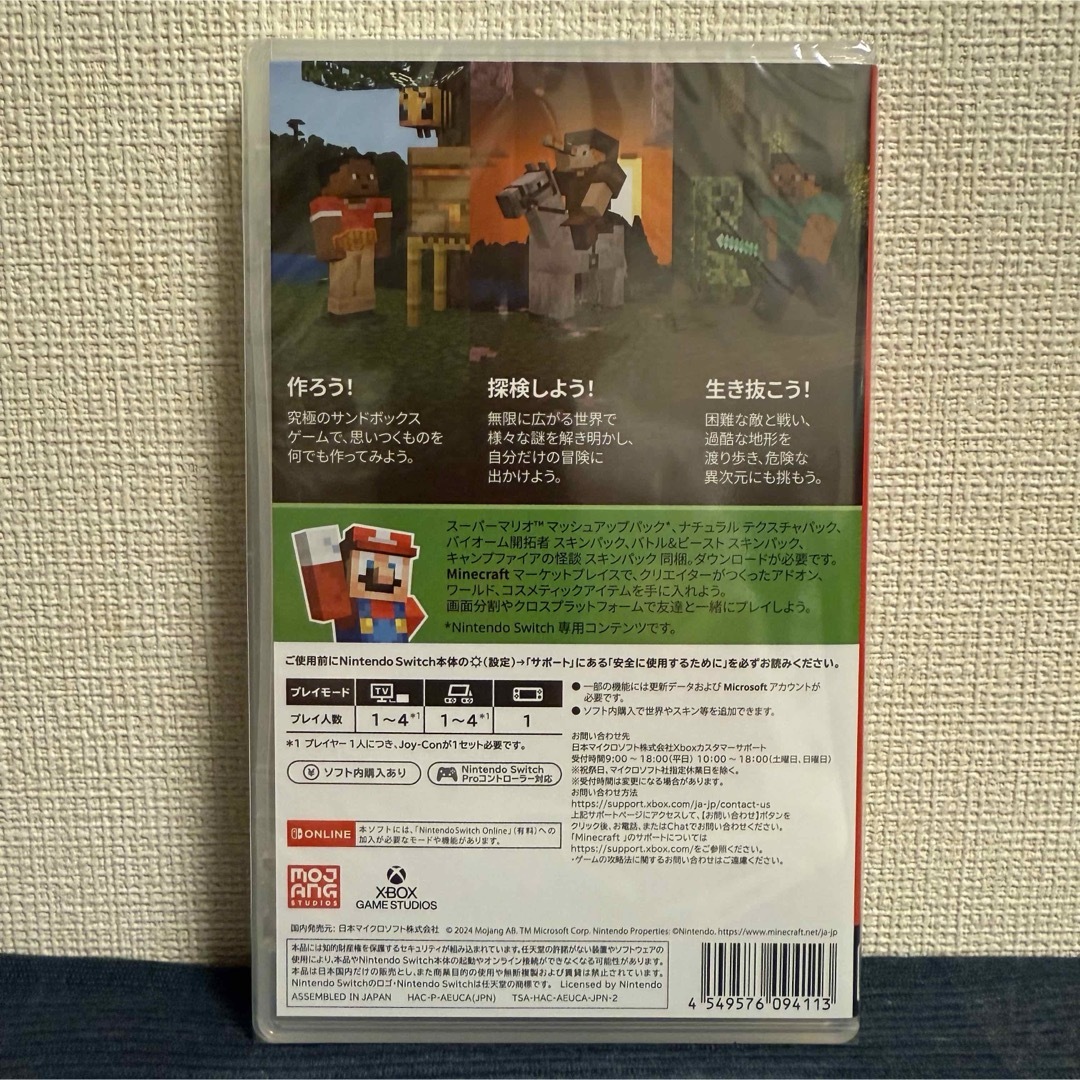 作ろう!
究極のサンドボックス
ゲームで、思いつくものを
何でも作ってみよう。
探検しよう!
無限に広がる世界で
様々な謎を解き明かし、
自分だけの冒険に
出かけよう。
生き抜こう!
困難な敵と戦い、
過酷な地形を
渡り歩き、危険な
異次元にも挑もう。
スーパーマリオ™ マッシュアップパック*、ナチュラル テクスチャパック、
バイオーム開拓者 スキンパック、バトル&ビースト スキンパック、
キャンプファイアの怪談 スキンパック 同梱。ダウンロードが必要です。
Minecraft マーケットプレイスで、クリエイターがつくったアドオン、
ワールド、コスメティックアイテムを手に入れよう。
画面分割やクロスプラットフォームで友達と一緒にプレイしよう。
*Nintendo Switch 専用コンテンツです。
ご使用前にNintendo Switch本体の(設定)→「サポート」にある「安全に使用するために」を必ずお読みください。
プレイモード TV
プレイ人数 1～4*1 1～4*1 1
*1 プレイヤー1人につき、Joy-Conが1セット必要です。
ソフト内購入あり
Nintendo Switch
Proコントローラー対応
ONLINE
本ソフトには、「Nintendo Switch Online」(有料)への
加入が必要なモードや機能があります。
● 一部の機能には更新データおよび Microsoft アカウントが
必要です。
● ソフト内購入で世界やスキン等を追加できます。
お問い合わせ先
日本マイクロソフト株式会社Xboxカスタマーサポート
受付時間9:00 ~ 18:00(平日) 10:00 ~ 18:00(土曜日、日曜日)
※祝祭日、マイクロソフト社指定休業日を除く。
※受付時間は変更になる場合があります。
お問い合わせ方法
https://support.xbox.com/ja-jp/contact-us
上記サポートページにアクセスして、【お問い合わせ】ボタンを
クリック後、お電話、またはChatでお問い合わせください。
「Minecraft 」のサポートについては
https://support.xbox.com/をご参照ください。
・ゲームの攻略法に関するお問い合わせはご遠慮ください。
MOJANG
STUDIOS
XBOX
GAME STUDIOS
国内発売元: 日本マイクロソフト株式会社 © 2024 Mojang AB. TM Microsoft Corp. Nintendo Properties: ©Nintendo. https://www.minecraft.net/ja-jp
本品には知的財産権を保護するセキュリティが組み込まれています。任天堂の許諾がない装置やソフトウェアの
使用により、本品やNintendo Switch本体の起動やオンライン接続ができなくなる可能性があります。
本品は日本国内だけの販売とし、また商業目的の使用や無断複製および賃貸は禁止されています。
Nintendo Switchのロゴ・Nintendo Switchは任天堂の商標です。 Licensed by Nintendo
ASSEMBLED IN JAPAN HAC-P-AEUCA(JPN) TSA-HAC-AEUCA-JPN-2
4 549576 094113